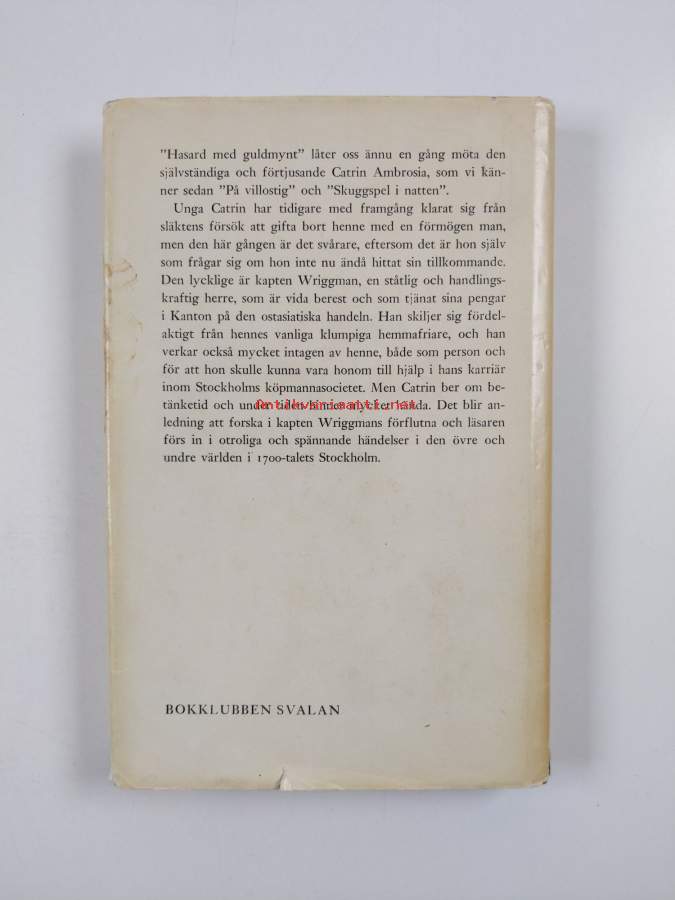 ”Hasard med guldmynt” låter oss ännu en gång möta den
självständiga och förtjusande Catrin Ambrosia, som vi kän-
ner sedan ”På villostig” och ”Skuggspel i natten”.
Unga Catrin har tidigare med framgång klarat sig från
släktens försök att gifta bort henne med en förmögen man,
men den här gången är det svårare, eftersom det är hon själv
som frågar sig om hon inte nu ändå hittat sin tillkommande.
Den lycklige är kapten Wriggman, en ståtlig och handlings-
kraftig herre, som är vida berest och som tjänat sina pengar
i Kanton på den ostasiatiska handeln. Han skiljer sig fördel-
aktigt från hennes vanliga klumpiga hemmafriare, och han
verkar också mycket intagen av henne, både som person och
för att hon skulle kunna vara honom till hjälp i hans karriär
inom Stockholms köpmannasocietet. Men Catrin ber om be-
tänketid och under tiden hinner mycket hända. Det blir an-
Antikvariaatti.net
ledning att forska i kapten Wriggmans förflutna och läsaren
förs in i otroliga och spännande händelser i den övre och
undre världen i 1700-talets Stockholm.
BOKKLUBBEN SVALAN